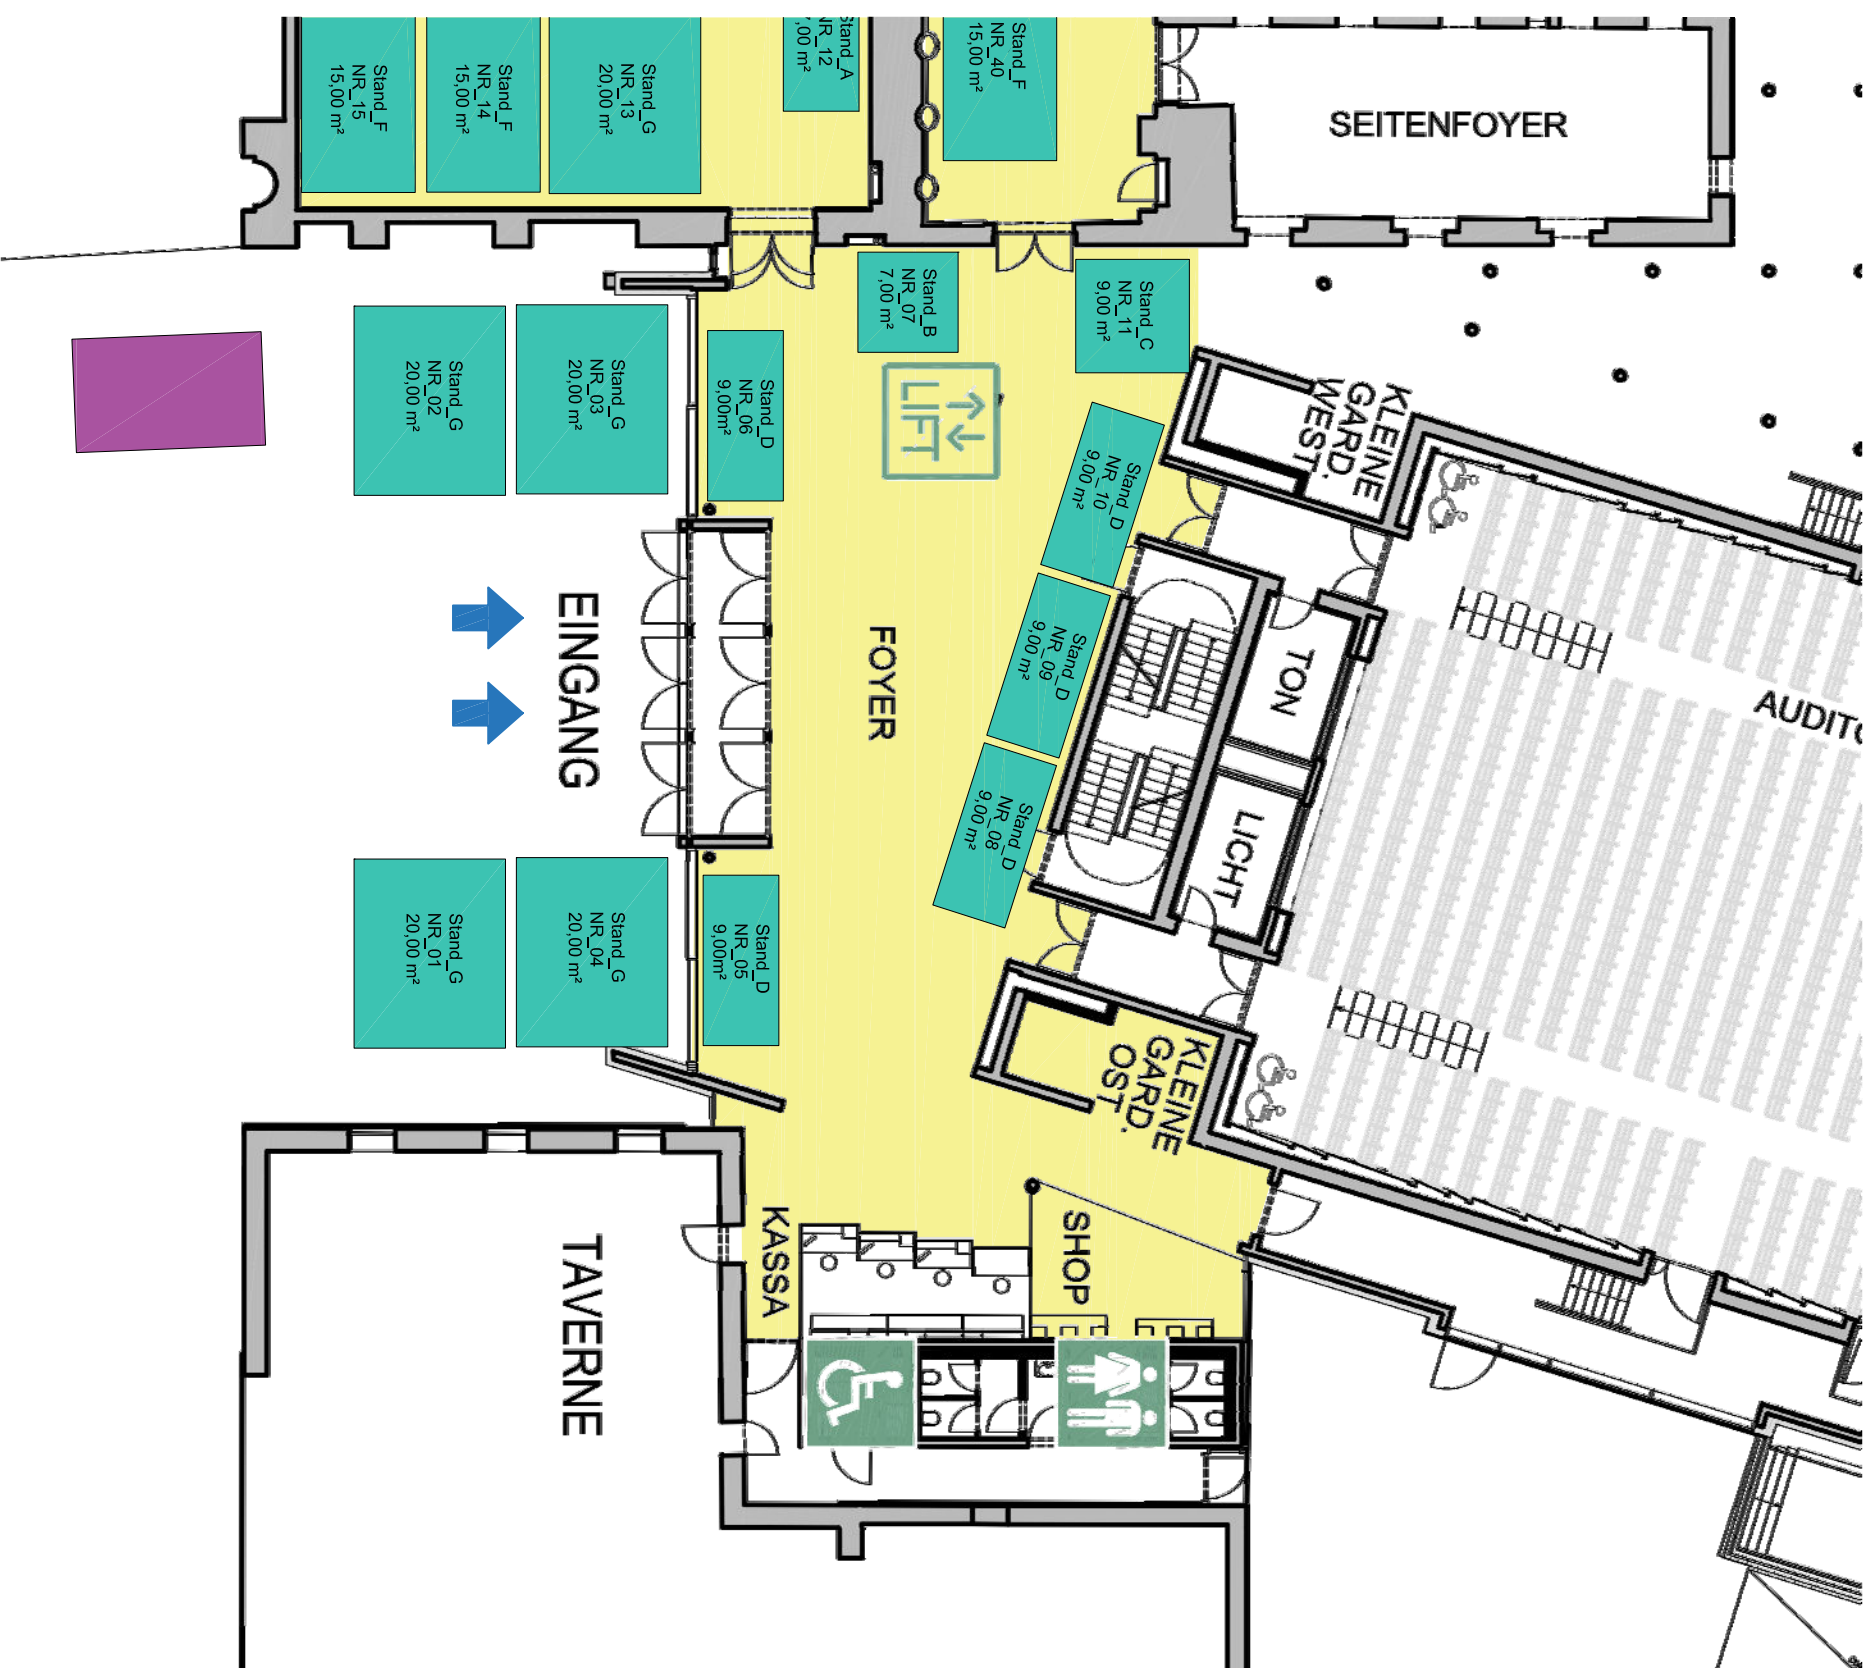 Stand_F
NR_15
15,00 m²
Stand_F
NR_14
15,00 m²
Stand_G
20,00 m²
NR_13
Stand_A
NR_12
7,00 m²
Stand_F
NR_40
15,00 m²
SEITENFOYER
Stand_G
NR_02
20,00 m²
Stand_G
NR_03
20,00 m²
Stand_D
NR_06
9,00m²
Stand_B
NR_07
7,00 m²
Stand_C
NR_11
9,00 m²
LIFT
KLEINE
GARD.
WEST.
Stand_D
NR_10
9,00 m²
Stand_D
NR_09
9,00 m²
Stand_D
NR_08
9,00 m²
EINGANG
FOYER
TON
LICHT
AUDITO
Stand_G
NR_01
20,00 m²
Stand_G
NR_04
20,00 m²
Stand_D
NR_05
9,00m²
KLEINE
GARD.
OST.
KASSA
SHOP
TAVERNE